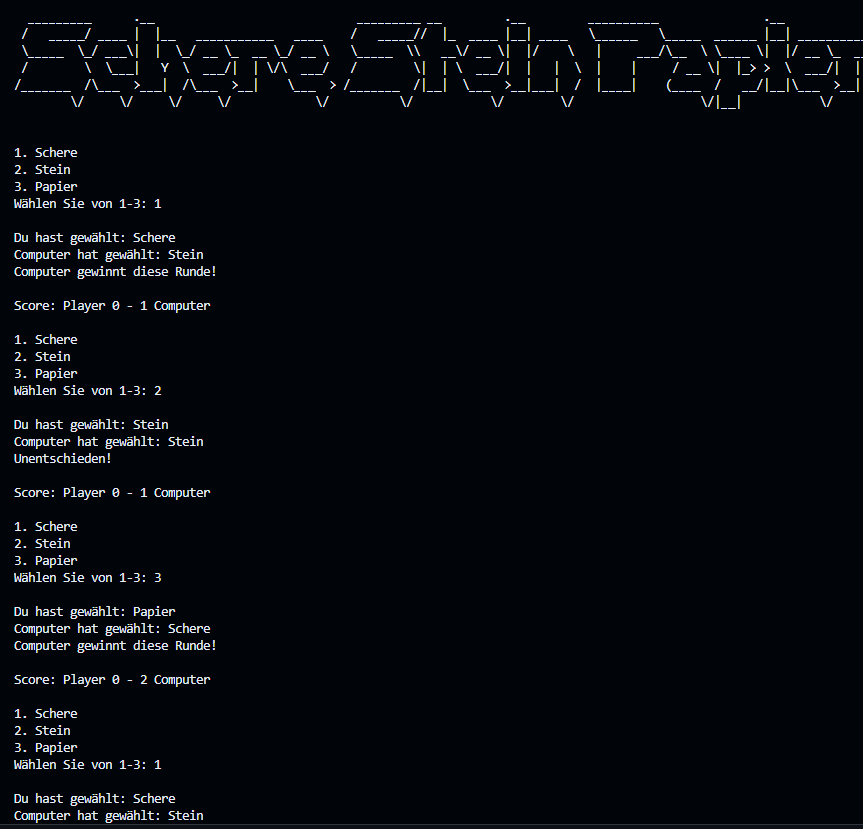 Schere Stein Papier
1. Schere
2. Stein
3. Papier
Wählen Sie von 1-3: 1
Du hast gewählt: Schere
Computer hat gewählt: Stein
Computer gewinnt diese Runde!
Score: Player 0 - 1 Computer
1. Schere
2. Stein
3. Papier
Wählen Sie von 1-3: 2
Du hast gewählt: Stein
Computer hat gewählt: Stein
Unentschieden!
Score: Player 0 - 1 Computer
1. Schere
2. Stein
3. Papier
Wählen Sie von 1-3: 3
Du hast gewählt: Papier
Computer hat gewählt: Schere
Computer gewinnt diese Runde!
Score: Player 0 - 2 Computer
1. Schere
2. Stein
3. Papier
Wählen Sie von 1-3: 1
Du hast gewählt: Schere
Computer hat gewählt: Stein